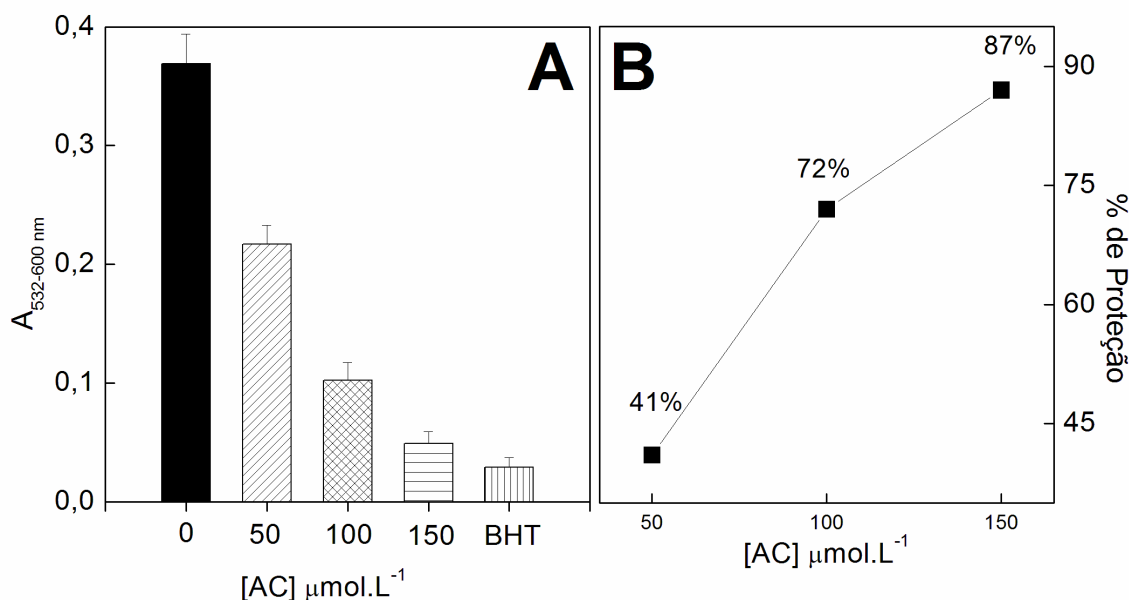 A
0,4
0,3
0,2
0,1
0,0
A532-600 nm
0 50 100 150 BHT
[AC] μmol.L-1
B
87%
72%
41%
90
75
60
45
% de Proteção
50 100 150
[AC] μmol.L-1